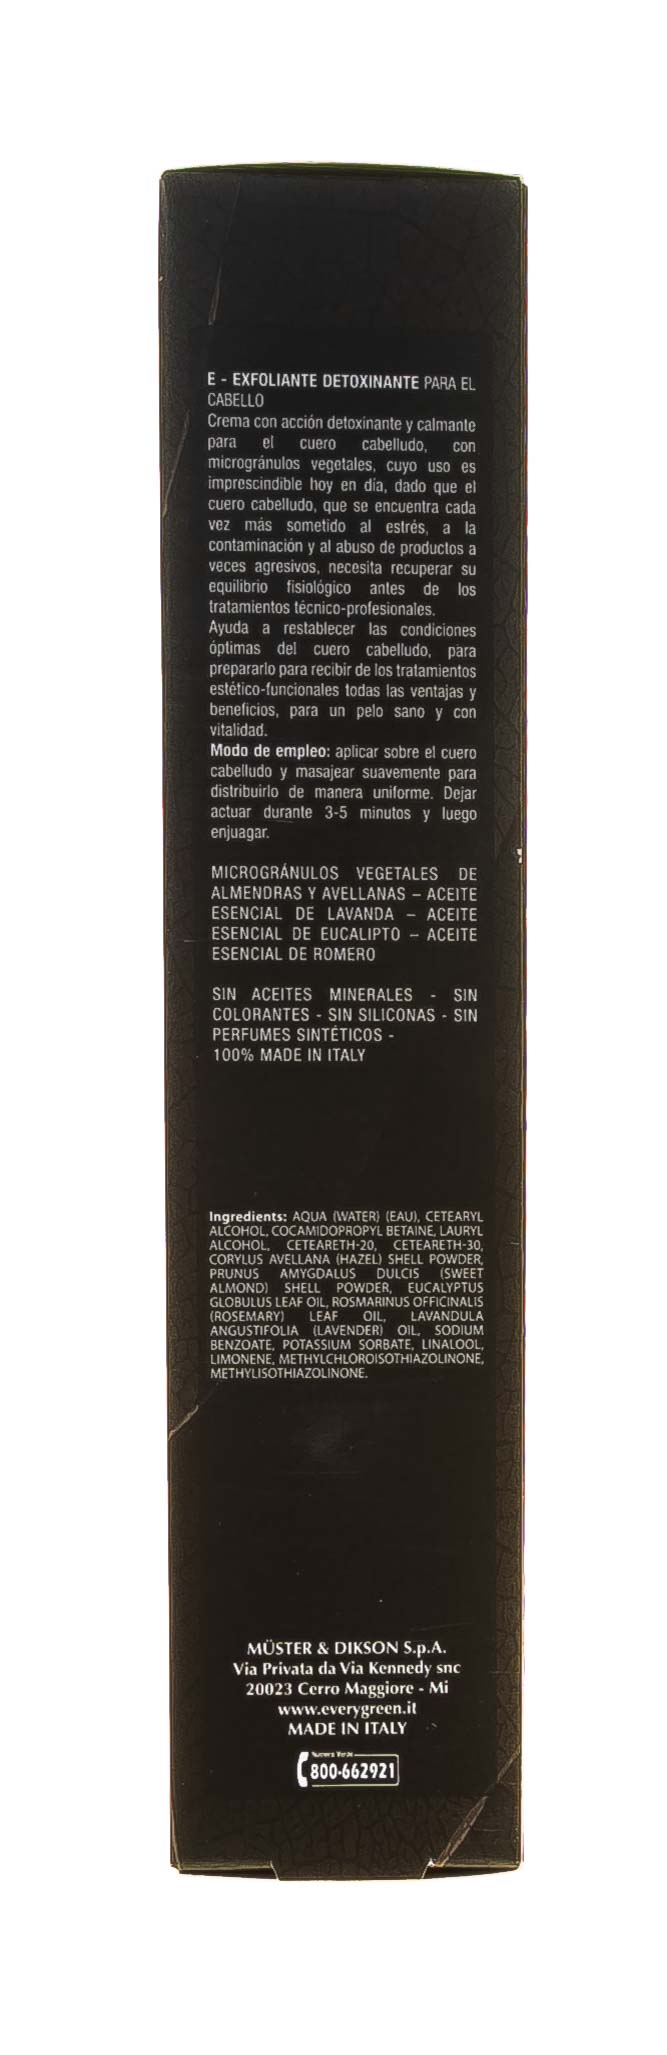 E - EXFOLIANTE DETOXINANTE PARA EL
CABELLO
Crema con acción detoxinante y calmante
para el cuero cabelludo, con
microgránulos vegetales, cuyo uso es
imprescindible hoy en día, dado que el
cuero cabelludo, que se encuentra cada
vez más sometido al estrés, a la
contaminación y al abuso de productos a
veces agresivos, necesita recuperar su
equilibrio fisiológico antes de los
tratamientos técnico-profesionales.
Ayuda a restablecer las condiciones
óptimas del cuero cabelludo, para
prepararlo para recibir de los tratamientos
estético-funcionales todas las ventajas y
beneficios, para un pelo sano y con
vitalidad.
Modo de empleo: aplicar sobre el cuero
cabelludo y masajear suavemente para
distribuirlo de manera uniforme. Dejar
actuar durante 3-5 minutos y luego
enjuagar.
MICROGRÁNULOS VEGETALES DE
ALMENDRAS Y AVELLANAS – ACEITE
ESENCIAL DE LAVANDA – ACEITE
ESENCIAL DE EUCALIPTO – ACEITE
ESENCIAL DE ROMERO
SIN ACEITES MINERALES - SIN
COLORANTES - SIN SILICONAS - SIN
PERFUMES SINTÉTICOS -
100% MADE IN ITALY
Ingredients: AQUA (WATER) (EAU), CETEARYL
ALCOHOL, COCAMIDOPROPYL BETAINE, LAURYL
ALCOHOL, CETEARETH-20, CETEARETH-30,
CORYLUS AVELLANA (HAZEL) SHELL POWDER,
PRUNUS AMYGDALUS DULCIS (SWEET
ALMOND) SHELL POWDER, EUCALYPTUS
GLOBULUS LEAF OIL, ROSMARINUS OFFICINALIS
(ROSEMARY) LEAF OIL, LAVANDULA
ANGUSTIFOLIA (LAVENDER) OIL, SODIUM
BENZOATE, POTASSIUM SORBATE, LINALOOL,
LIMONENE, METHYLCHLOROISOTHIAZOLINONE,
METHYLISOTHIAZOLINONE.
MÜSTER & DIKSON S.p.A.
Via Privata da Via Kennedy snc
20023 Cerro Maggiore - Mi
www.everygreen.it
MADE IN ITALY
Numero Verde
800-662921